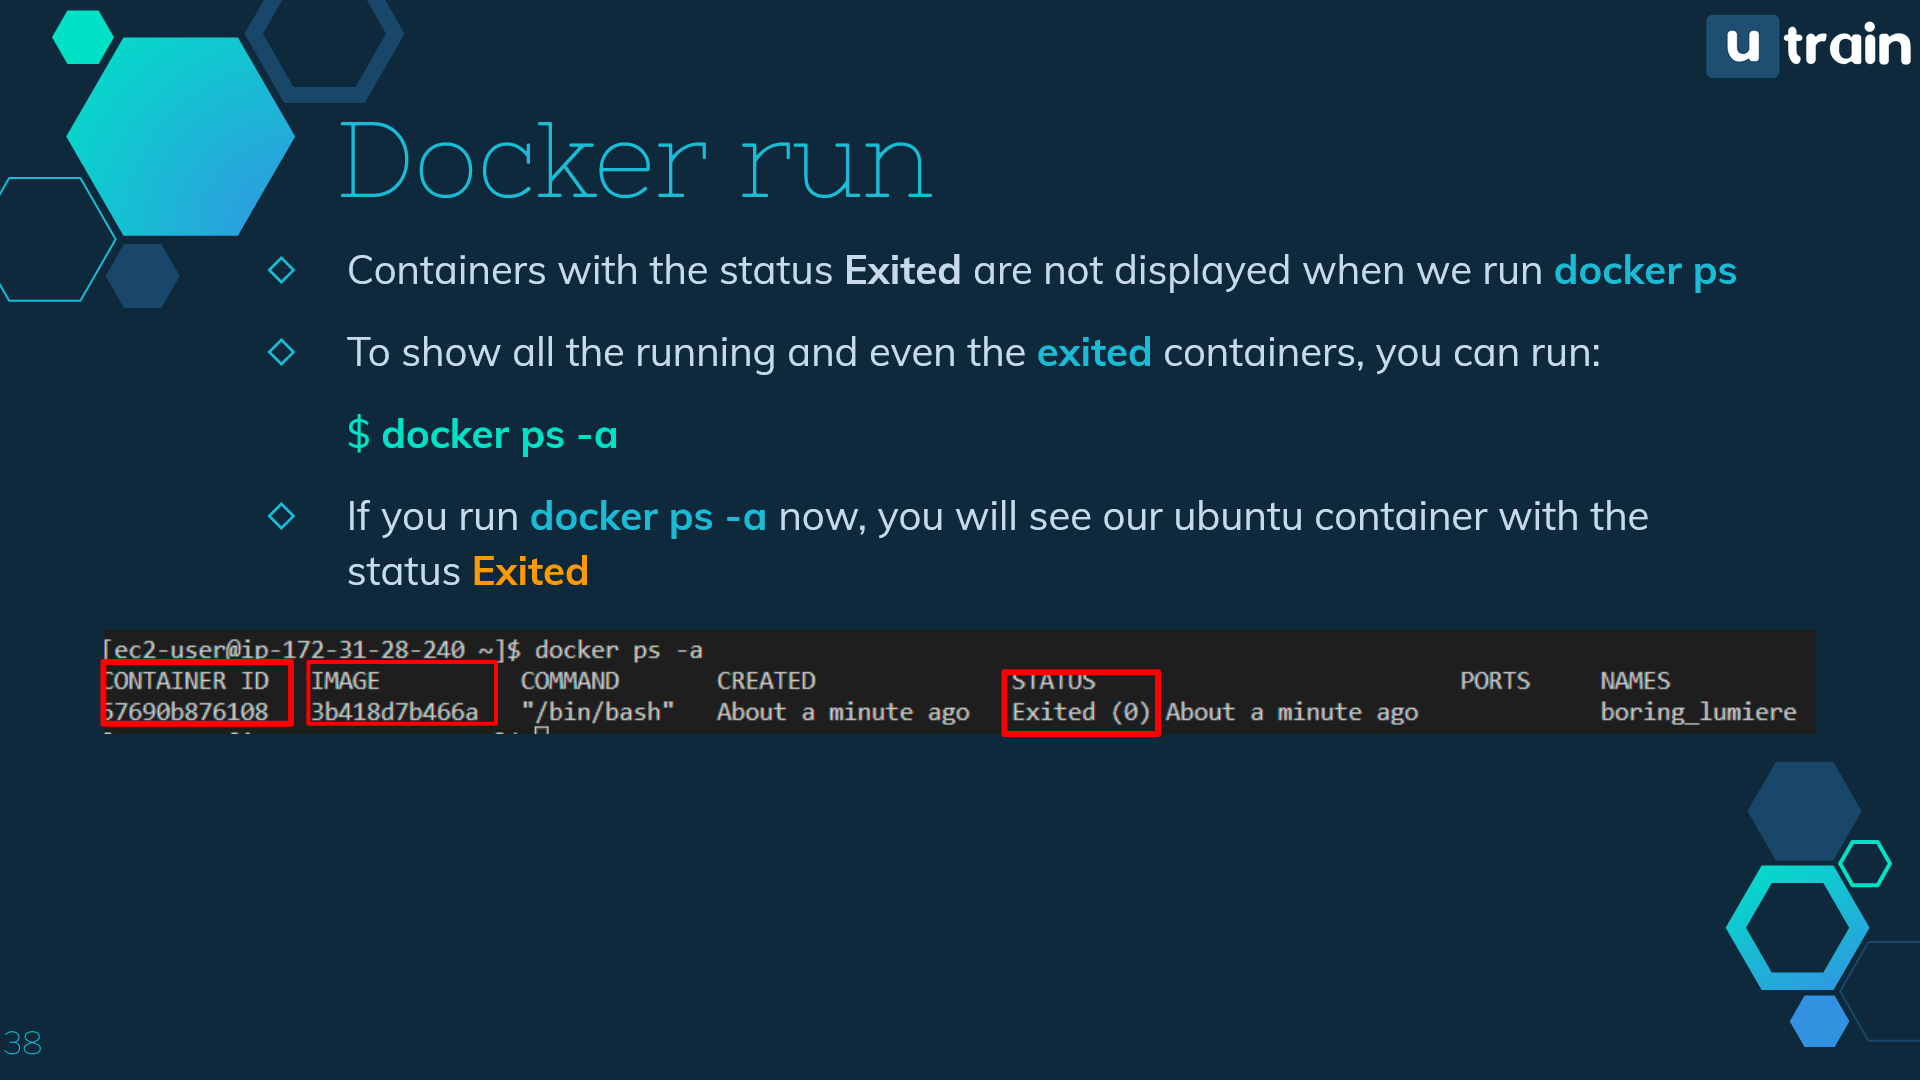 u train
Docker run
Containers with the status Exited are not displayed when we run docker ps
To show all the running and even the exited containers, you can run:
$ docker ps -a
If you run docker ps -a now, you will see our ubuntu container with the
status Exited
[ec2-user@ip-172-31-28-240 ~]$ docker ps -a
CONTAINER ID IMAGE COMMAND CREATED STATUS PORTS NAMES
57690b876108 3b418d7b466a "/bin/bash" About a minute ago Exited (0) About a minute ago boring_lumiere
38